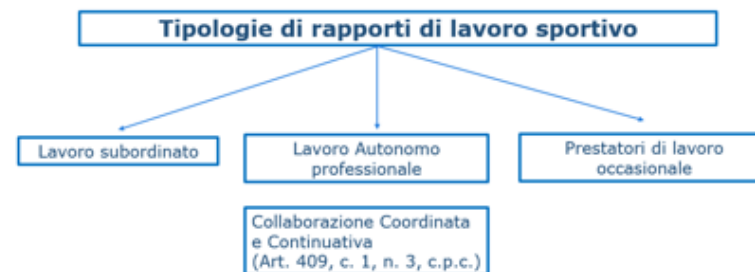 Tipologie di rapporti di lavoro sportivo
Lavoro subordinato
Lavoro Autonomo
professionale
Prestatori di lavoro
occasionale
Collaborazione Coordinata
e Continuativa
(Art. 409, c. 1, n. 3, c.p.c.)